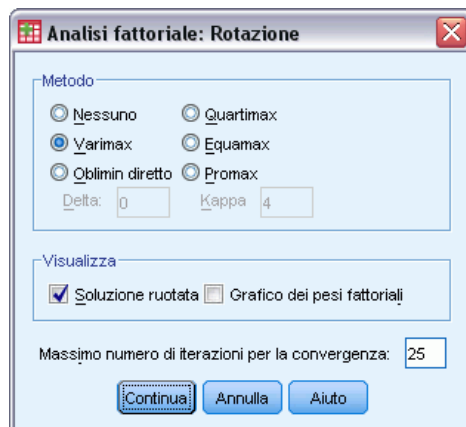 Analisi fattoriale: Rotazione
Metodo
Nessuno Quartimax
Varimax Equamax
Oblimin diretto Promax
Delta: 0 Kappa 4
Visualizza
Soluzione ruotata Grafico dei pesi fattoriali
Massimo numero di iterazioni per la convergenza: 25
Continua Annulla Aiuto